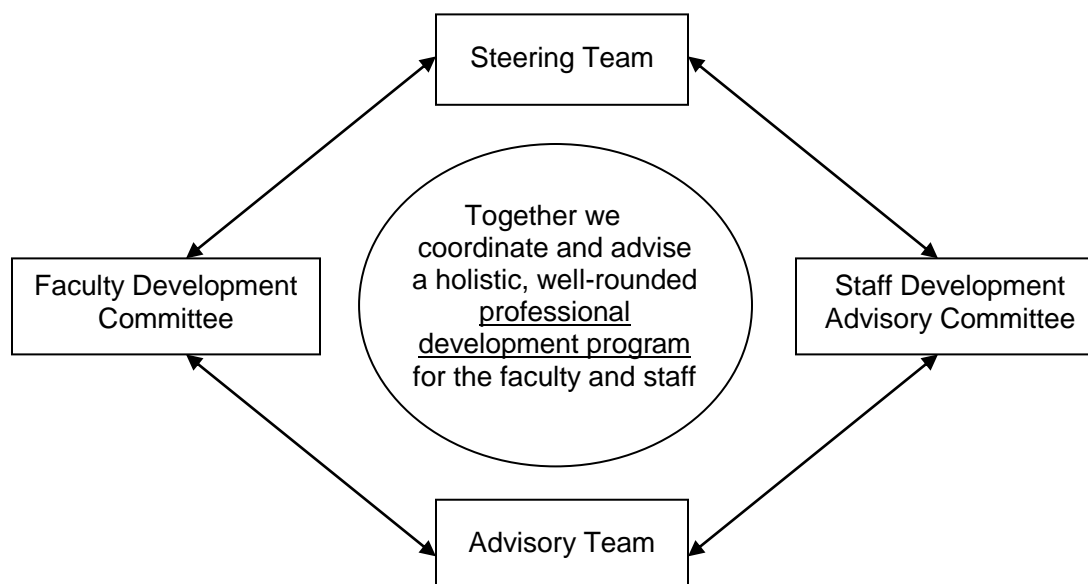 Steering Team
Together we
coordinate and advise
a holistic, well-rounded
professional
development program
for the faculty and staff
Faculty Development
Committee
Staff Development
Advisory Committee
Advisory Team